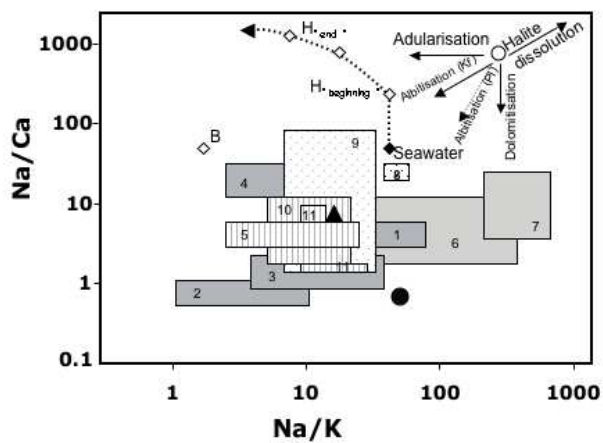 1000
100
10
1
0.1
Na/Ca
1
10
100
1000
Na/K
H. end
H. beginning
Adularisation
Halite
dissolution
Albitisation (Kf)
Albitisation (Pl)
Dolomitisation
B
Seawater
9
8
4
10
11
5
1
6
7
3
11
2